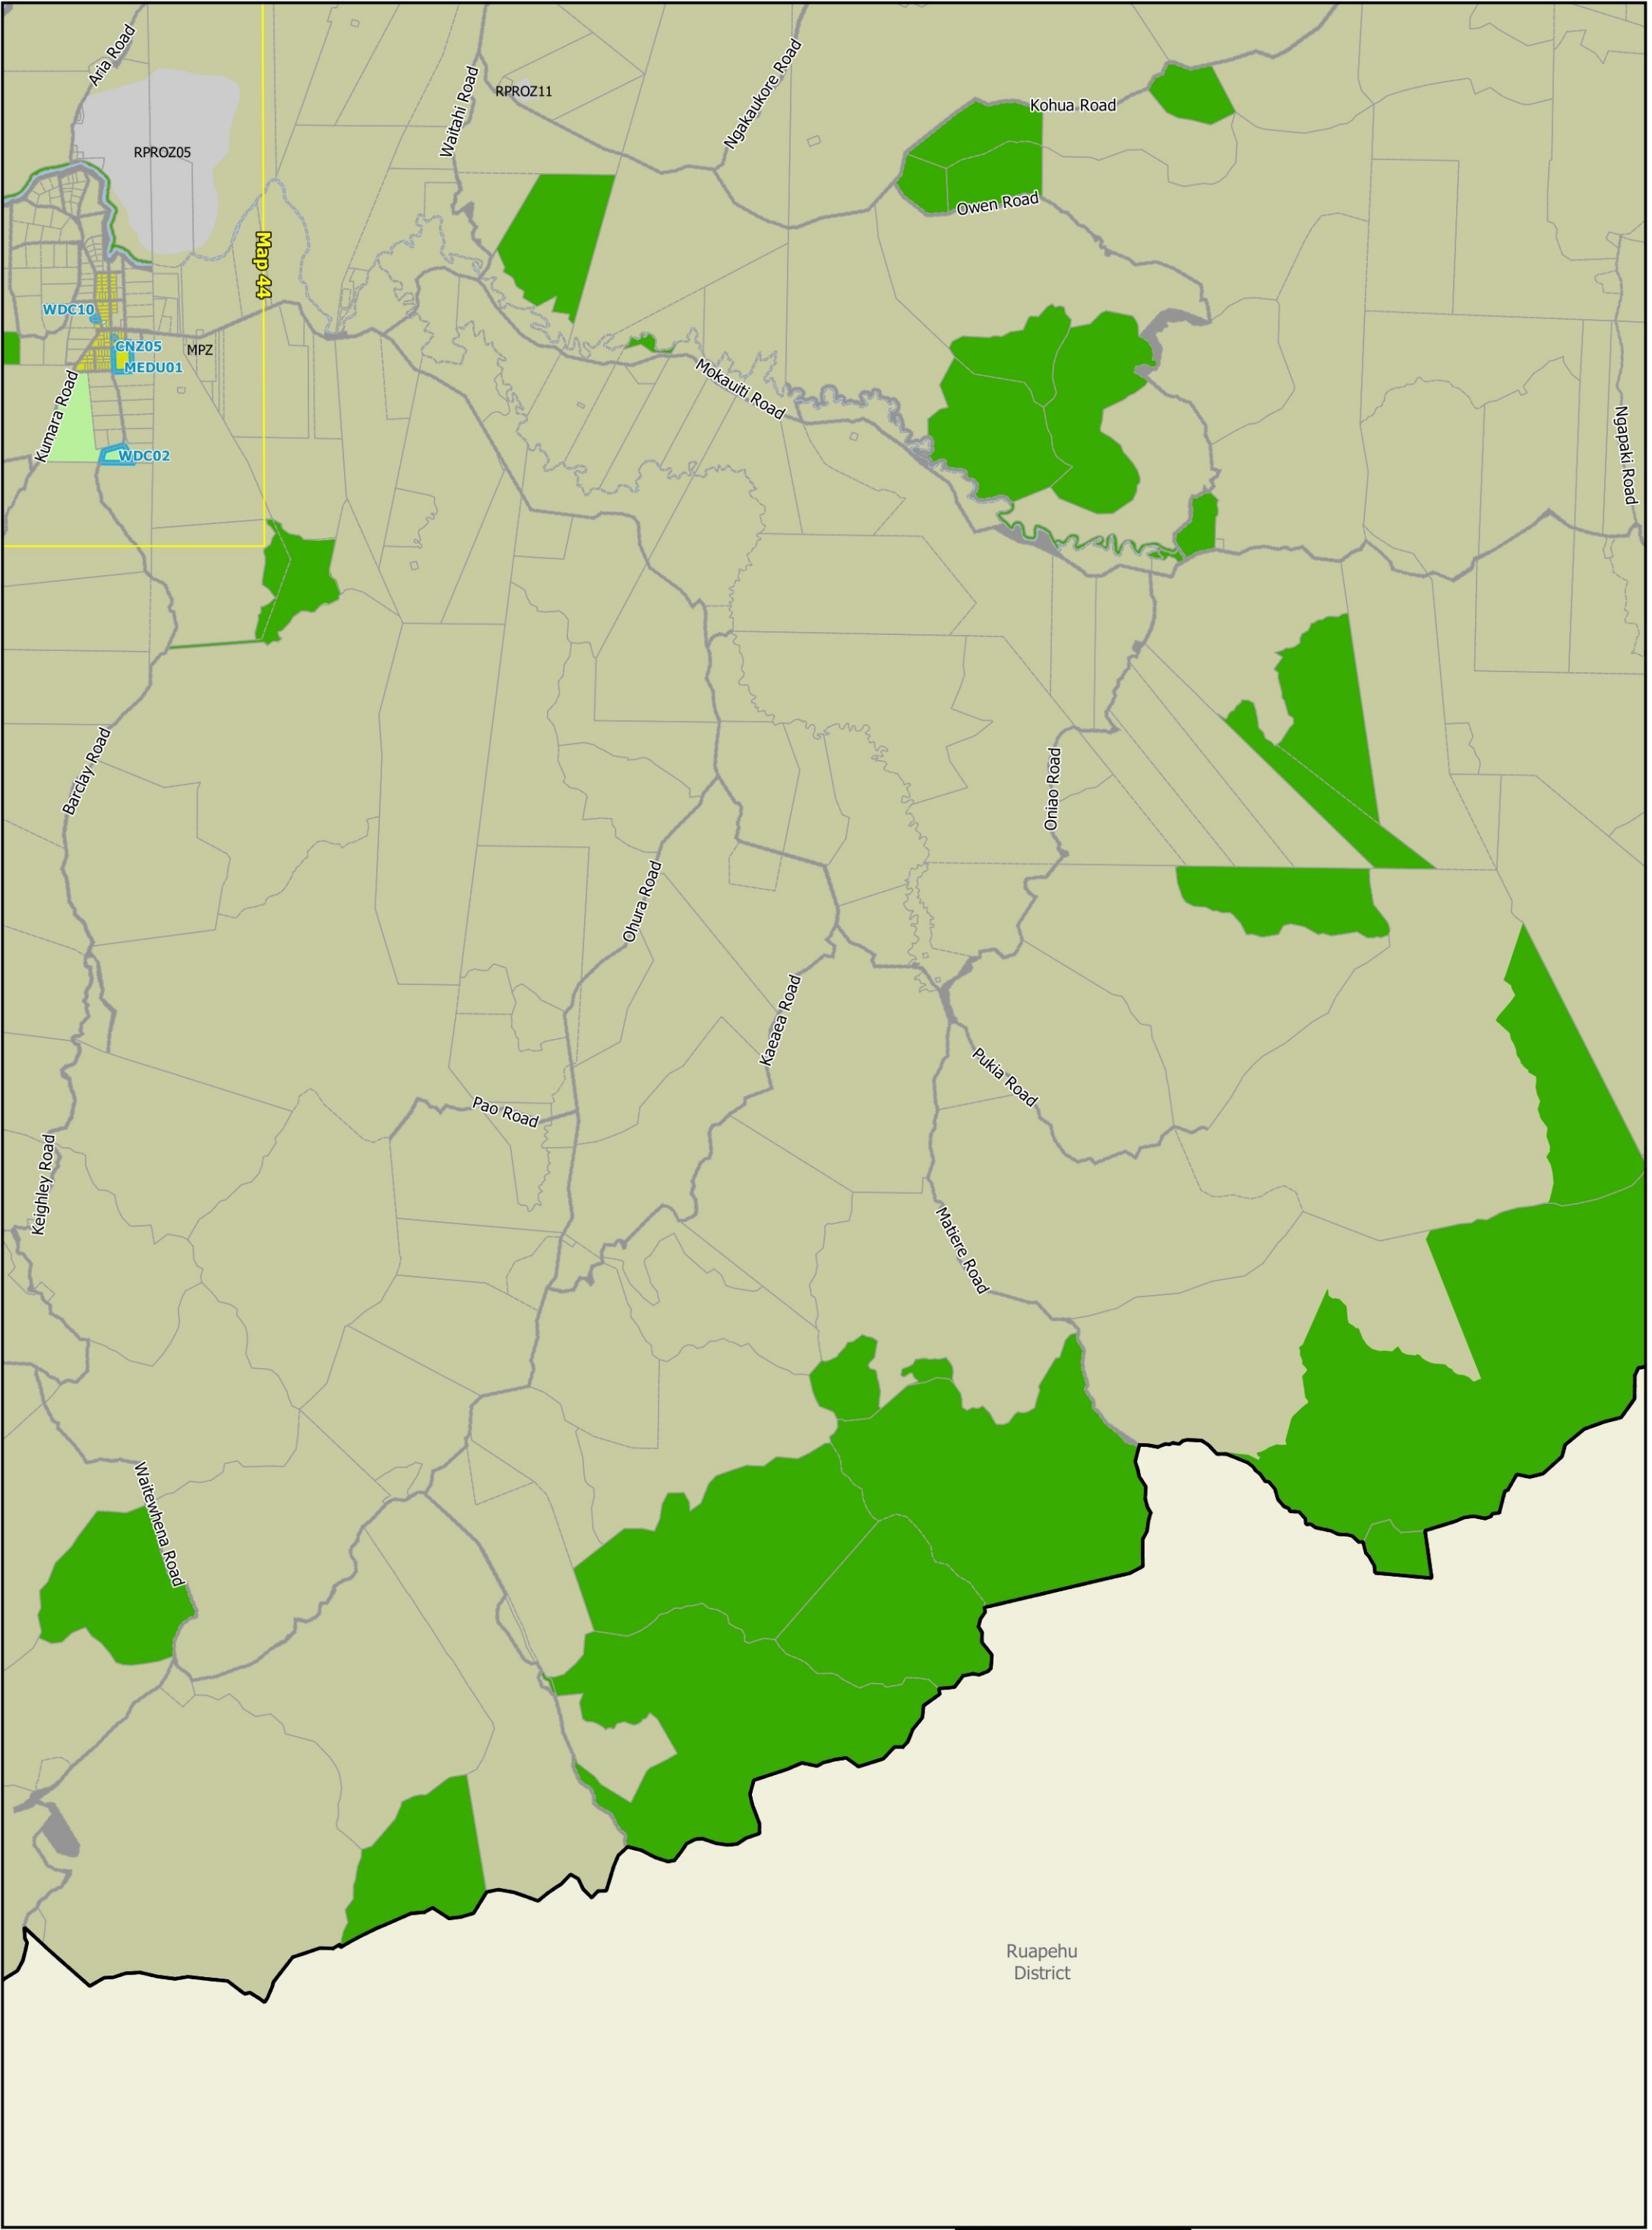 Aria Road
Waitahi Road
RPROZ11
Ngakaukore Road
Kohua Road
RPROZ05
Owen Road
Map 44
WDC10
CNZ05
MPZ
MEDU01
Mokauiti Road
Kumara Road
WDC02
Ngapaki Road
Barclay Road
Oniao Road
Ohura Road
Kaeaea Road
Pukia Road
Pao Road
Keighley Road
Matiere Road
Waitewhena Road
Ruapehu
District